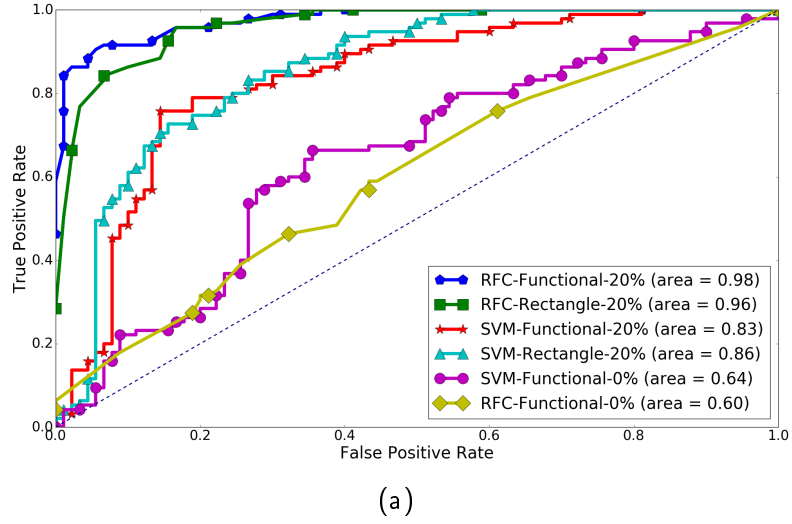 1.0
0.8
0.6
0.4
0.2
0.0
True Positive Rate
0.0 0.2 0.4 0.6 0.8 1.0
False Positive Rate
RFC-Functional-20% (area = 0.98)
RFC-Rectangle-20% (area = 0.96)
SVM-Functional-20% (area = 0.83)
SVM-Rectangle-20% (area = 0.86)
SVM-Functional-0% (area = 0.64)
RFC-Functional-0% (area = 0.60)
(a)